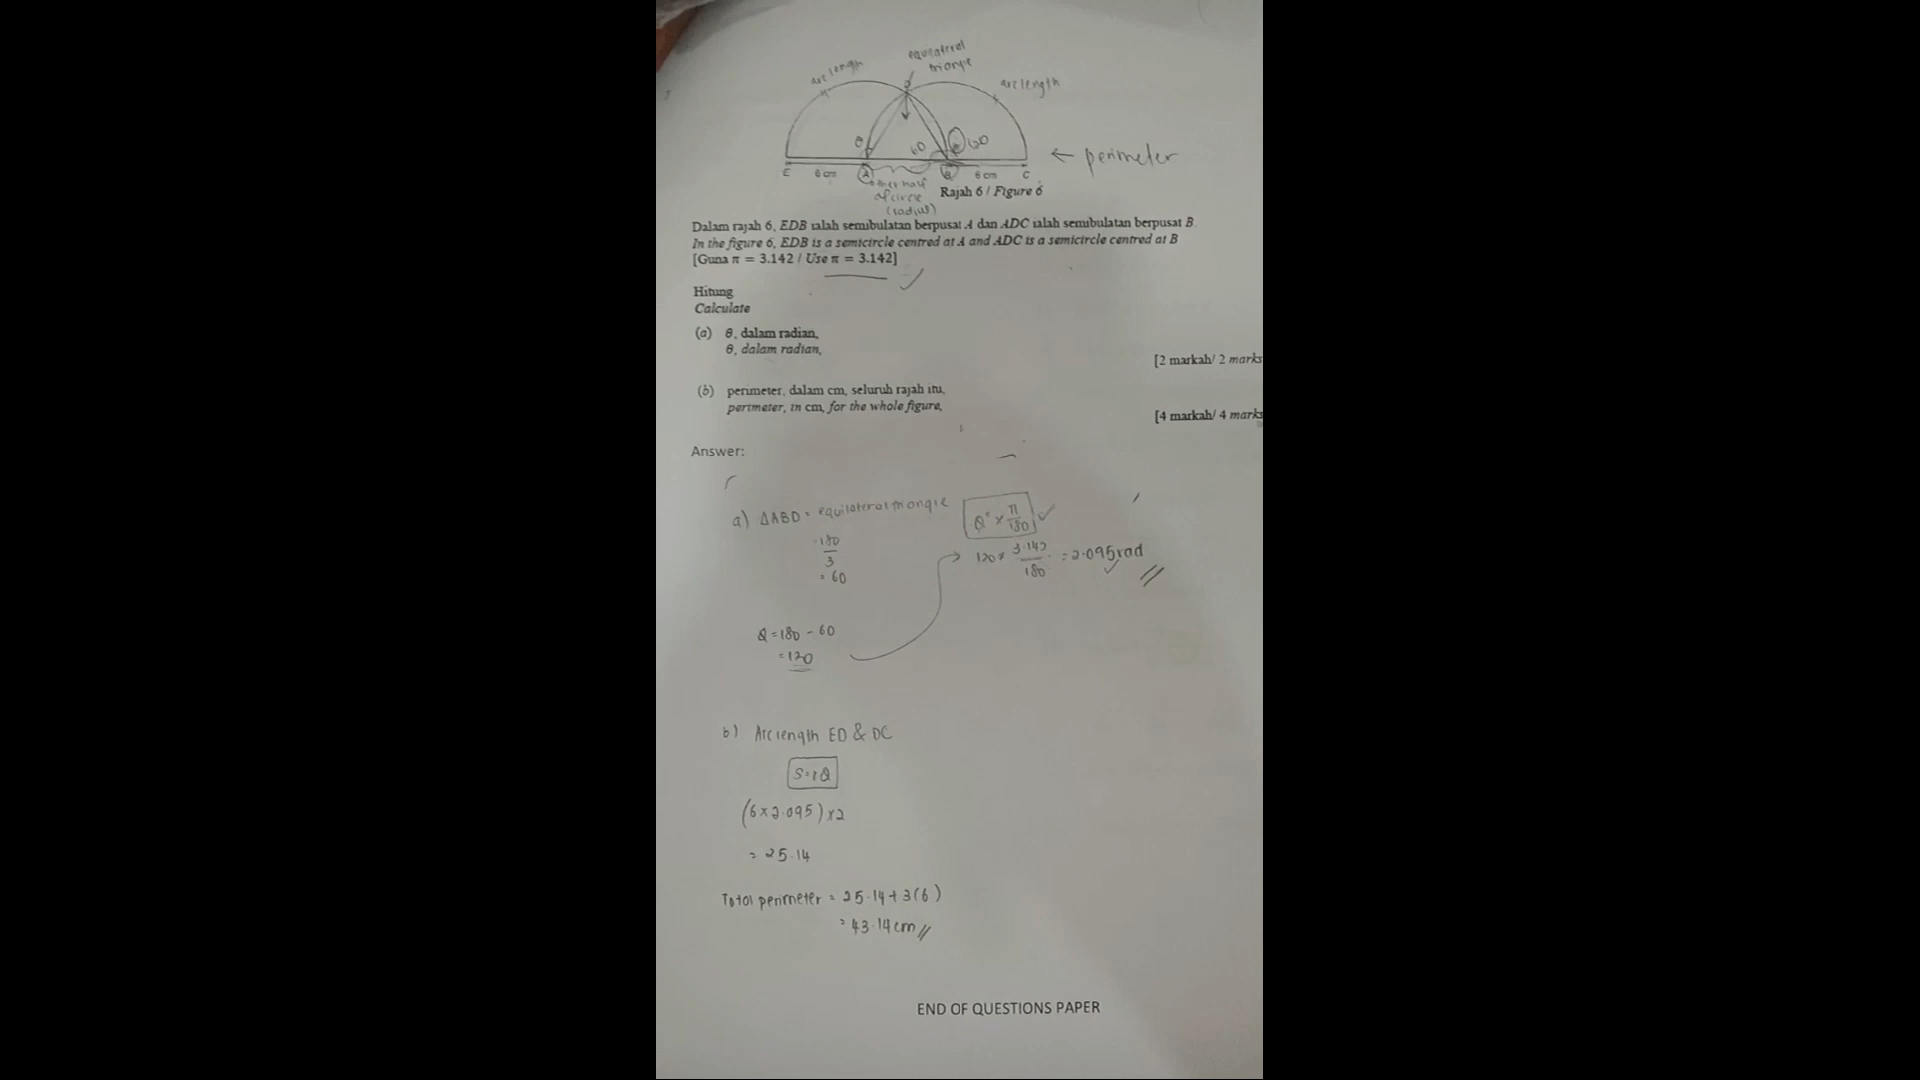 equilateral
arc length
triangle
arc length
D
θ
60
60
← perimeter
E
6 cm
A
B
6 cm
C
other half
of circle
(radius)
Rajah 6 / Figure 6
Dalam rajah 6, EDB ialah semibulatan berpusat A dan ADC ialah semibulatan berpusat B.
In the figure 6, EDB is a semicircle centred at A and ADC is a semicircle centred at B
[Guna π = 3.142 / Use π = 3.142]
Hitung
Calculate
(a) θ, dalam radian,
θ, dalam radian,
[2 markah/ 2 marks
(b) perimeter, dalam cm, seluruh rajah itu,
perimeter, in cm, for the whole figure,
[4 markah/ 4 marks
Answer:
a) ΔABD = equilateral triangle
180
3
= 60
θ = 180 - 60
= 120
θ° × π/180
120 × 3.142/180 = 2.095 rad
b) Arc length ED & DC
S = rθ
(6 × 2.095) × 2
= 25.14
Total perimeter = 25.14 + 3(6)
= 43.14 cm
END OF QUESTIONS PAPER